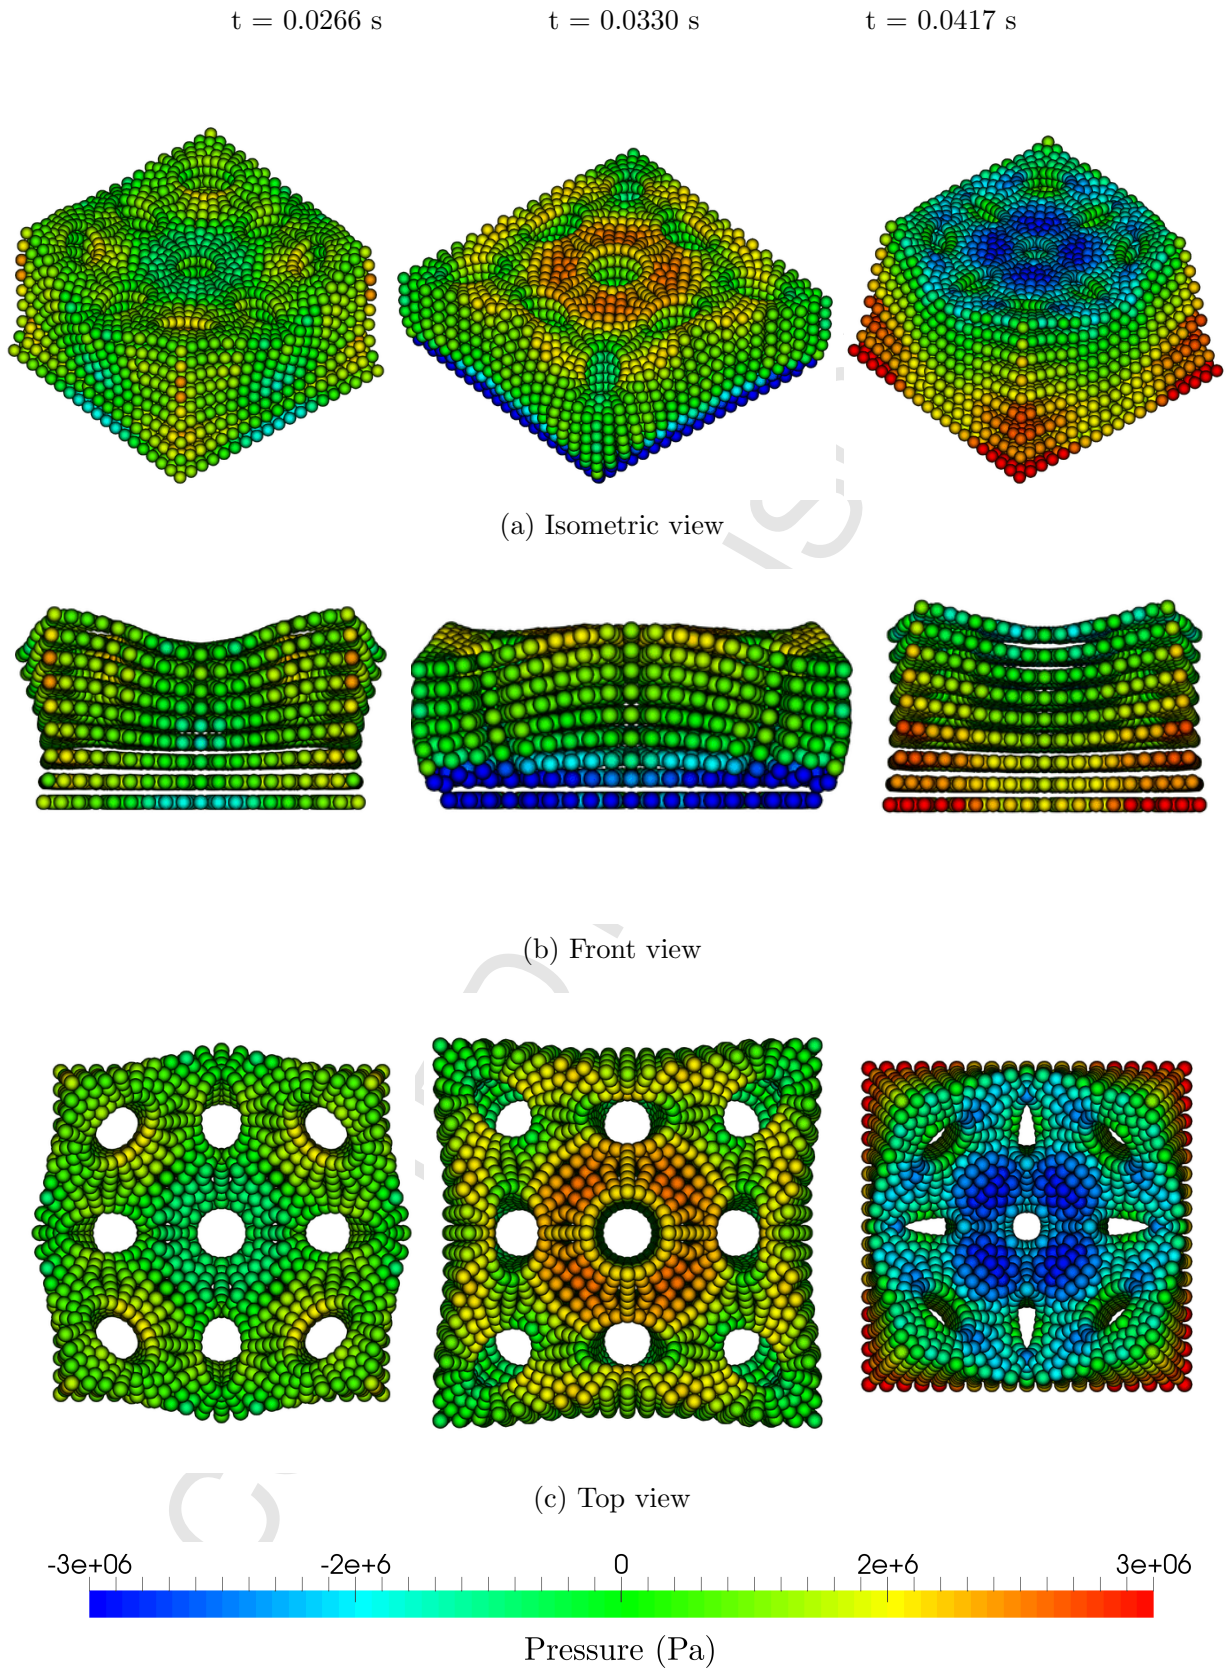 t = 0.0266 s t = 0.0330 s t = 0.0417 s
(a) Isometric view
(b) Front view
(c) Top view
-3e+06 -2e+6 0 2e+6 3e+06
Pressure (Pa)